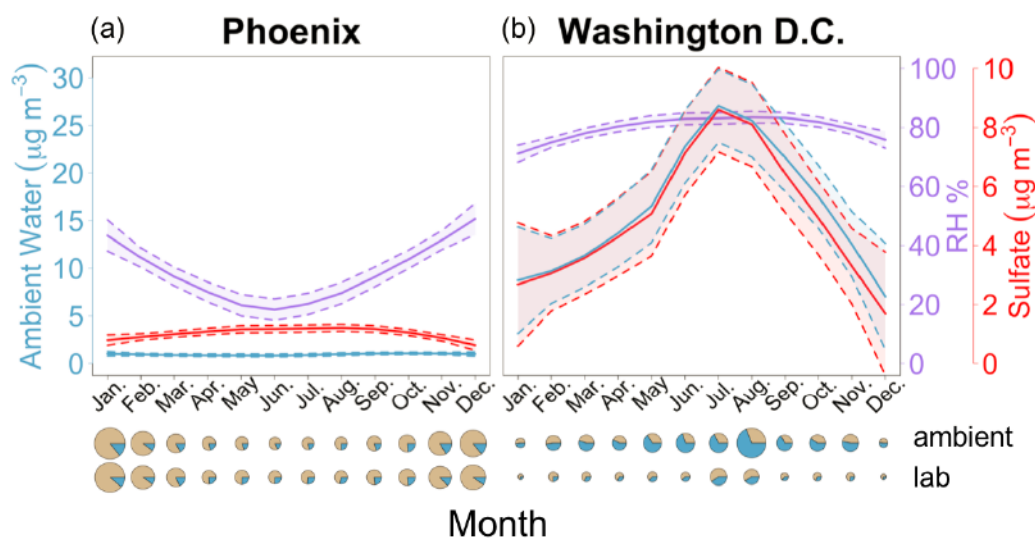 (a) Phoenix
(b) Washington D.C.
Ambient Water (µg m⁻³)
30
25
20
15
10
5
0
100
80
60
40
20
0
RH %
10
8
6
4
2
0
Sulfate (µg m⁻³)
Jan. Feb. Mar. Apr. May Jun. Jul. Aug. Sep. Oct. Nov. Dec.
Jan. Feb. Mar. Apr. May Jun. Jul. Aug. Sep. Oct. Nov. Dec.
ambient
lab
Month